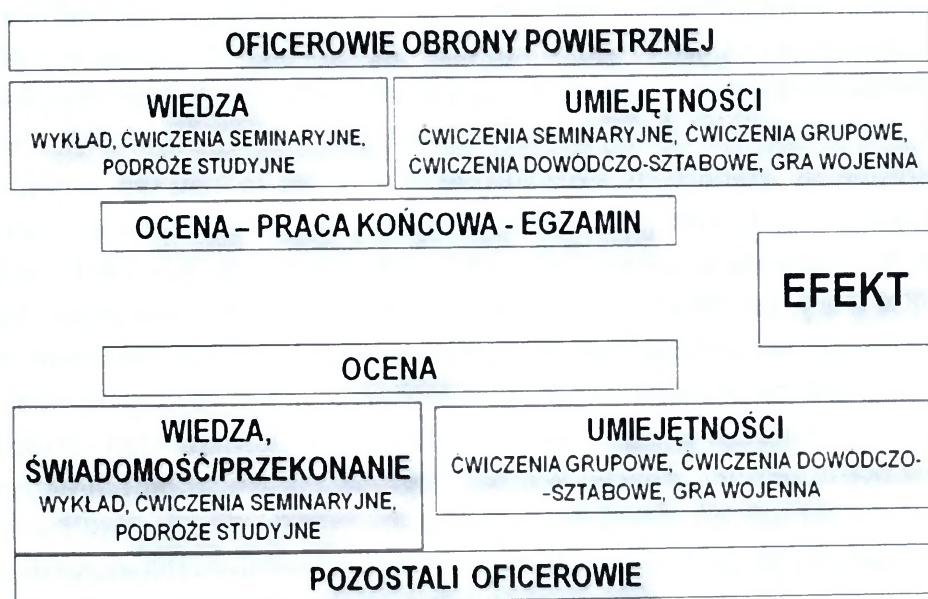 OFICEROWIE OBRONY POWIETRZNEJ
WIEDZA
WYKŁAD, ĆWICZENIA SEMINARYJNE,
PODRÓŻE STUDYJNE
UMIEJĘTNOŚCI
ĆWICZENIA SEMINARYJNE, ĆWICZENIA GRUPOWE,
ĆWICZENIA DOWÓDCZO-SZTABOWE, GRA WOJENNA
OCENA – PRACA KOŃCOWA - EGZAMIN
EFEKT
OCENA
WIEDZA,
ŚWIADOMOŚĆ/PRZEKONANIE
WYKŁAD, ĆWICZENIA SEMINARYJNE,
PODRÓŻE STUDYJNE
UMIEJĘTNOŚCI
ĆWICZENIA GRUPOWE, ĆWICZENIA DOWÓDCZO-
-SZTABOWE, GRA WOJENNA
POZOSTALI OFICEROWIE